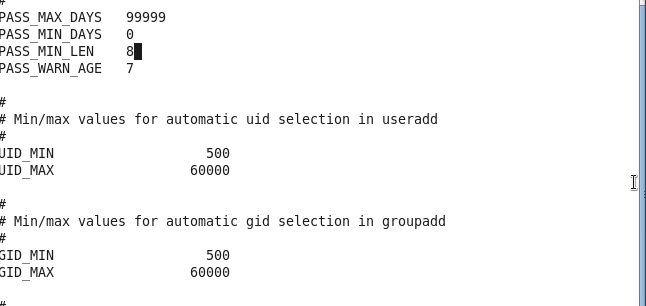 #
PASS_MAX_DAYS   99999
PASS_MIN_DAYS   0
PASS_MIN_LEN    8
PASS_WARN_AGE   7

#
# Min/max values for automatic uid selection in useradd
#
UID_MIN                   500
UID_MAX                 60000

#
# Min/max values for automatic gid selection in groupadd
#
GID_MIN                   500
GID_MAX                 60000

#